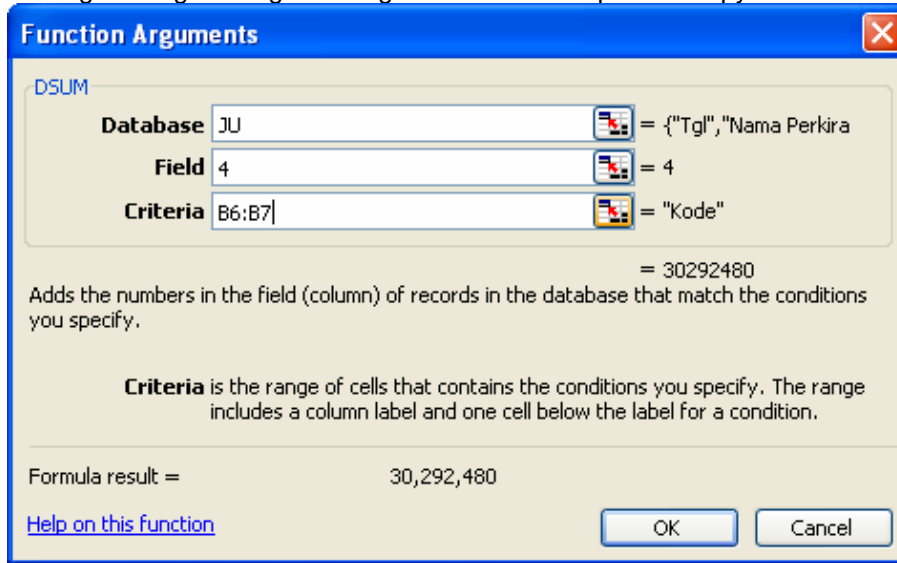 Function Arguments
DSUM
Database JU = {"Tgl","Nama Perkira
Field 4 = 4
Criteria B6:B7 = "Kode"
= 30292480
Adds the numbers in the field (column) of records in the database that match the conditions
you specify.
Criteria is the range of cells that contains the conditions you specify. The range
includes a column label and one cell below the label for a condition.
Formula result = 30,292,480
Help on this function OK Cancel